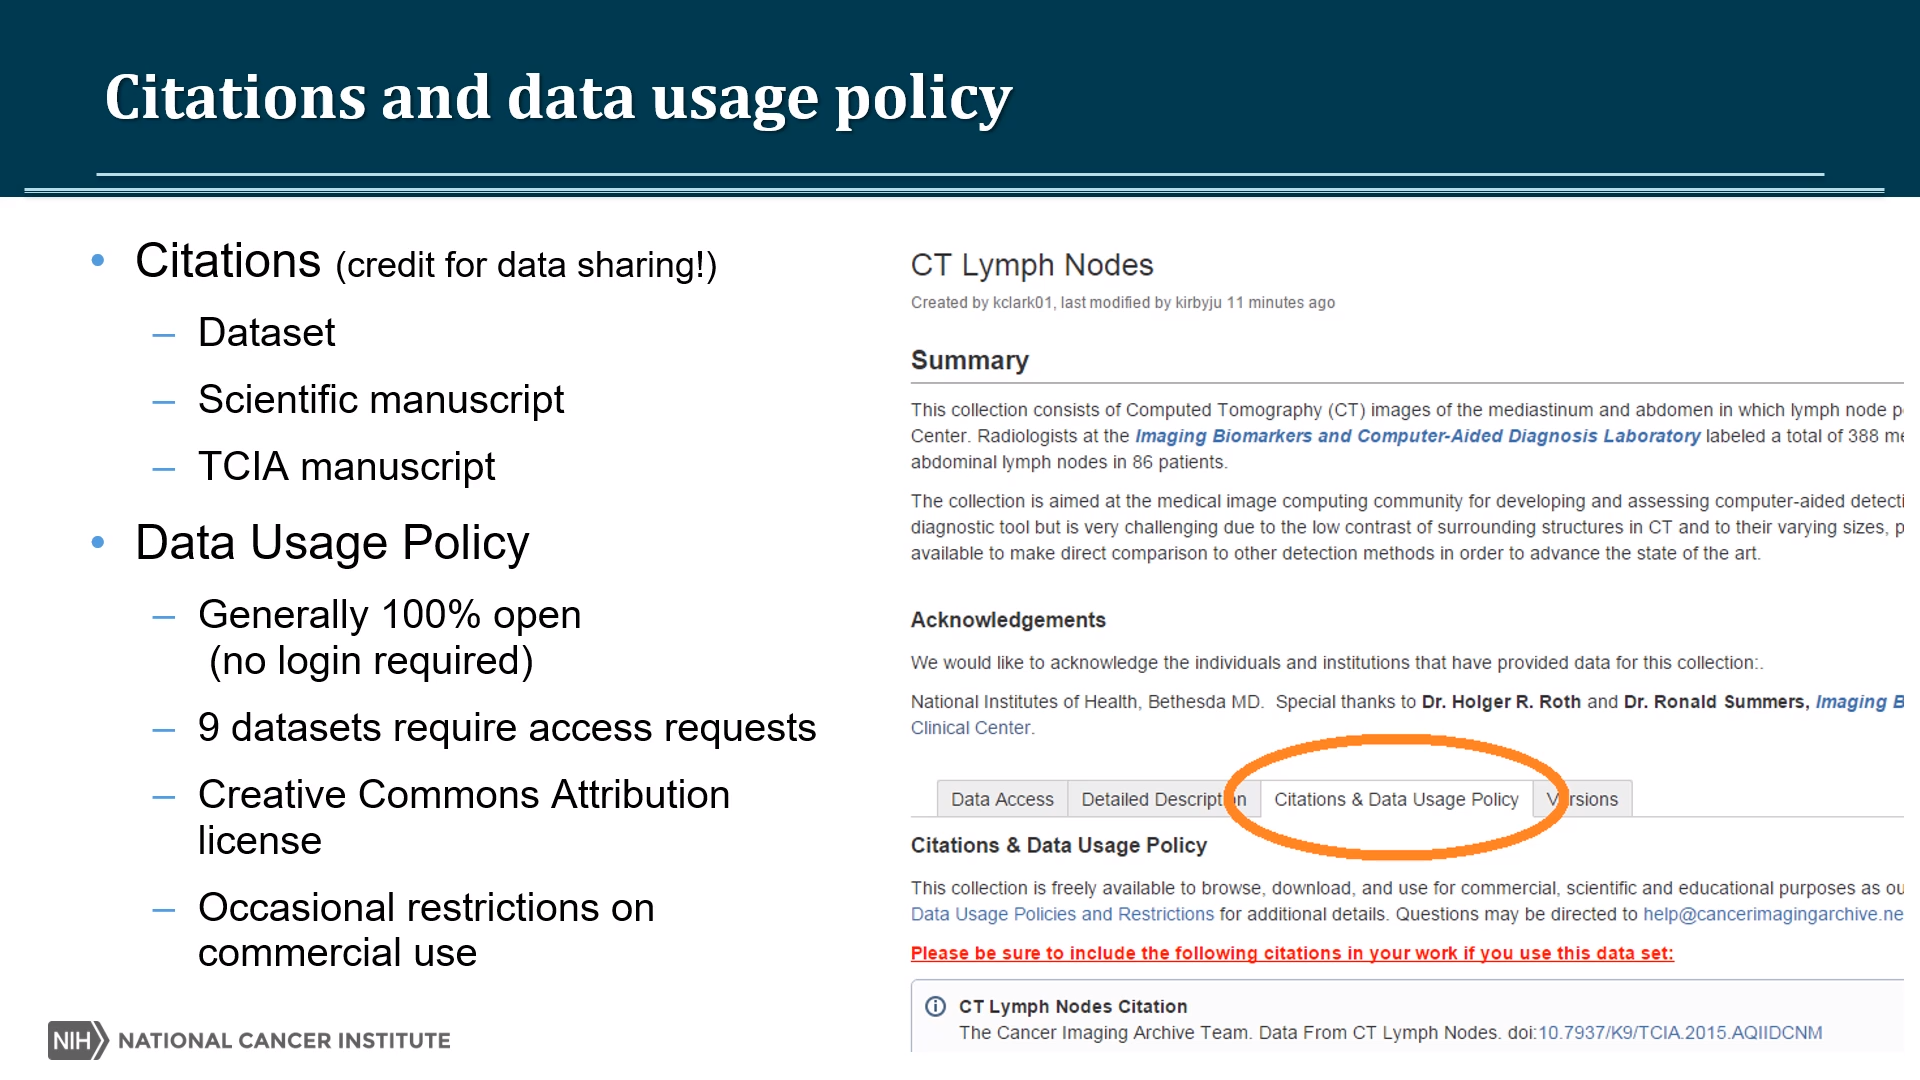 Citations and data usage policy
• Citations (credit for data sharing!)
– Dataset
– Scientific manuscript
– TCIA manuscript
• Data Usage Policy
– Generally 100% open
(no login required)
– 9 datasets require access requests
– Creative Commons Attribution
license
– Occasional restrictions on
commercial use
NIH NATIONAL CANCER INSTITUTE
CT Lymph Nodes
Created by kclark01, last modified by kirbyju 11 minutes ago
Summary
This collection consists of Computed Tomography (CT) images of the mediastinum and abdomen in which lymph node p
Center. Radiologists at the Imaging Biomarkers and Computer-Aided Diagnosis Laboratory labeled a total of 388 me
abdominal lymph nodes in 86 patients.
The collection is aimed at the medical image computing community for developing and assessing computer-aided detecti
diagnostic tool but is very challenging due to the low contrast of surrounding structures in CT and to their varying sizes, p
available to make direct comparison to other detection methods in order to advance the state of the art.
Acknowledgements
We would like to acknowledge the individuals and institutions that have provided data for this collection:.
National Institutes of Health, Bethesda MD. Special thanks to Dr. Holger R. Roth and Dr. Ronald Summers, Imaging B
Clinical Center.
Data Access Detailed Description Citations & Data Usage Policy Versions
Citations & Data Usage Policy
This collection is freely available to browse, download, and use for commercial, scientific and educational purposes as ou
Data Usage Policies and Restrictions for additional details. Questions may be directed to help@cancerimagingarchive.ne
Please be sure to include the following citations in your work if you use this data set:
CT Lymph Nodes Citation
The Cancer Imaging Archive Team. Data From CT Lymph Nodes. doi:10.7937/K9/TCIA.2015.AQIIDCNM